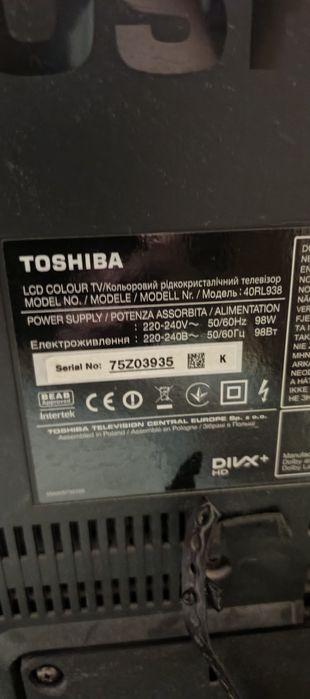 TOSHIBA
LCD COLOUR TV/Кольоровий рідкокристалічний телевізор
MODEL NO. / MODELE / MODELL Nr. / Модель : 40RL938
POWER SUPPLY / POTENZA ASSORBITA / ALIMENTATION
: 220-240V~ 50/60Hz 98W
Електроживлення : 220-240В~ 50/60Гц 98Вт
Serial No: 75Z03935 K
BEAB
Approved
Intertek
CE
TOSHIBA TELEVISION CENTRAL EUROPE Sp. z o.o.
Assembled in Poland / Assemblé en Pologne / Зібрано в Польщі
DIVX+
HD